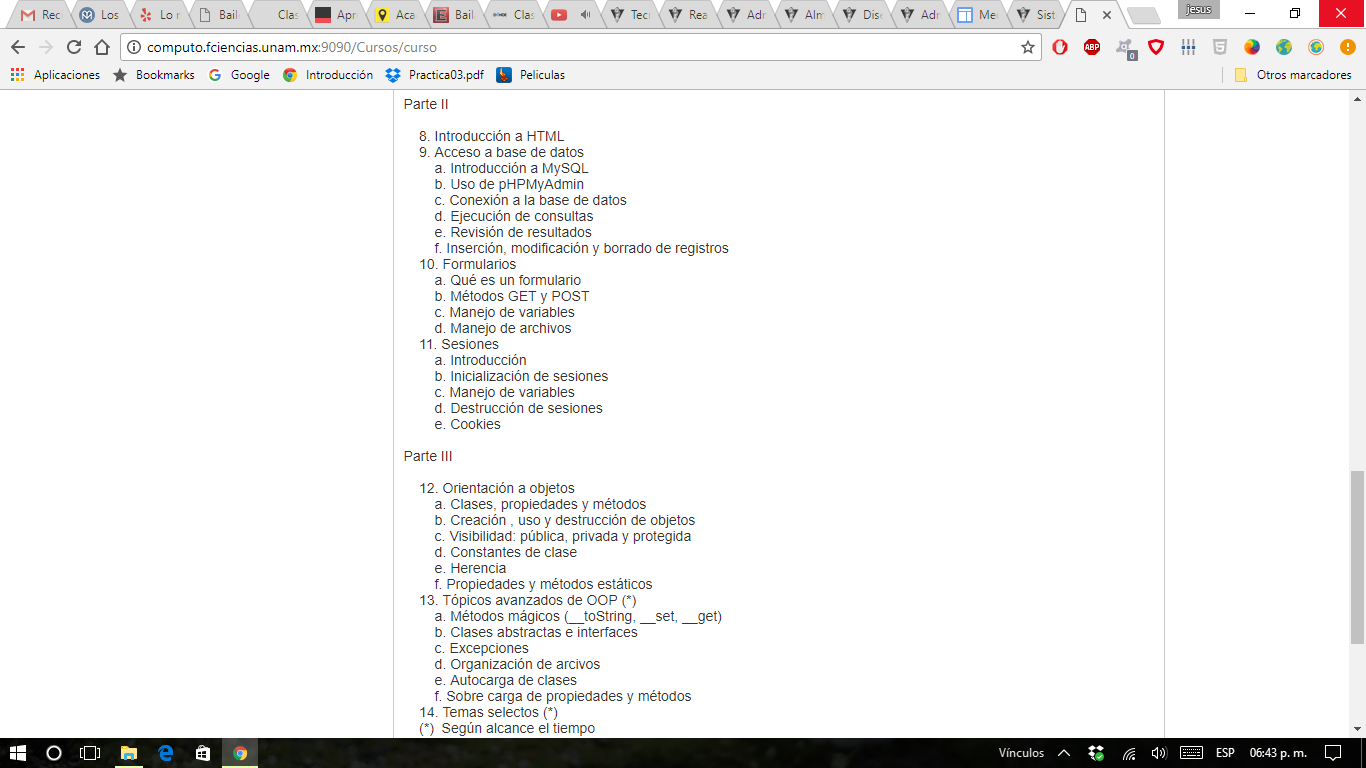 Rec
Los
Lo r
Bail
Clas
Apr
Aca
Bail
Clas
Tecr
Rea
Adr
Alm
Dis
Adr
Me
Sist
jesus
computo.fciencias.unam.mx:9090/Cursos/curso
ABP
0
Aplicaciones
Bookmarks
Google
Introducción
Practica03.pdf
Peliculas
Otros marcadores
Parte II
8. Introducción a HTML
9. Acceso a base de datos
a. Introducción a MySQL
b. Uso de pHPMyAdmin
c. Conexión a la base de datos
d. Ejecución de consultas
e. Revisión de resultados
f. Inserción, modificación y borrado de registros
10. Formularios
a. Qué es un formulario
b. Métodos GET y POST
c. Manejo de variables
d. Manejo de archivos
11. Sesiones
a. Introducción
b. Inicialización de sesiones
c. Manejo de variables
d. Destrucción de sesiones
e. Cookies
Parte III
12. Orientación a objetos
a. Clases, propiedades y métodos
b. Creación , uso y destrucción de objetos
c. Visibilidad: pública, privada y protegida
d. Constantes de clase
e. Herencia
f. Propiedades y métodos estáticos
13. Tópicos avanzados de OOP (*)
a. Métodos mágicos (__toString, __set, __get)
b. Clases abstractas e interfaces
c. Excepciones
d. Organización de arcivos
e. Autocarga de clases
f. Sobre carga de propiedades y métodos
14. Temas selectos (*)
(*) Según alcance el tiempo
Vínculos
ESP
06:43 p. m.